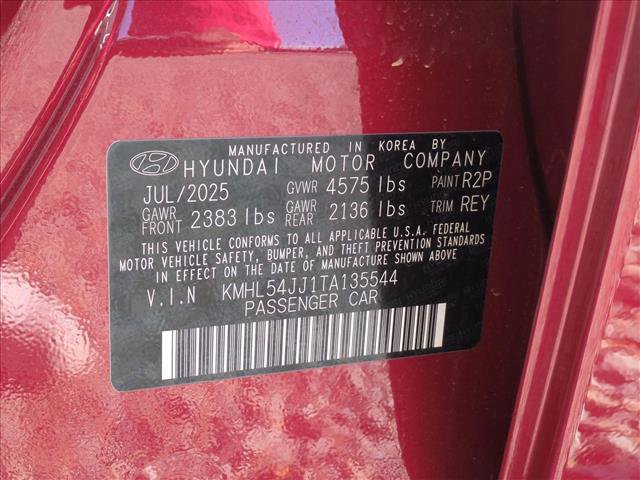 MANUFACTURED IN KOREA BY
HYUNDAI MOTOR COMPANY
JUL/2025 GVWR 4575 lbs PAINT R2P
GAWR FRONT 2383 lbs GAWR REAR 2136 lbs TRIM REY
THIS VEHICLE CONFORMS TO ALL APPLICABLE U.S.A. FEDERAL
MOTOR VEHICLE SAFETY, BUMPER, AND THEFT PREVENTION STANDARDS
IN EFFECT ON THE DATE OF MANUFACTURE SHOWN ABOVE
V.I.N KMHL54JJ1TA135544
PASSENGER CAR